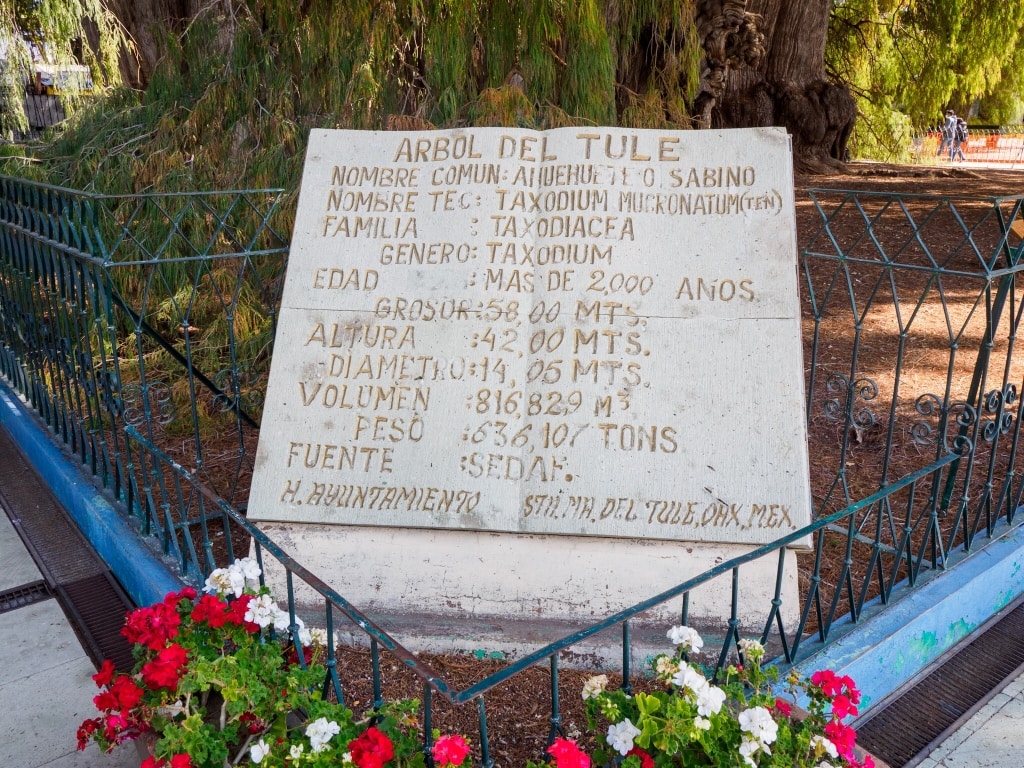 ARBOL DEL TULE
NOMBRE COMUN: AHUEHUETE O SABINO
NOMBRE TEC: TAXODIUM MUCRONATUM(TEN)
FAMILIA : TAXODIACEA
GENERO: TAXODIUM
EDAD : MAS DE 2,000 AÑOS.
GROSOR:58,00 MTS.
ALTURA :42,00 MTS.
DIAMETRO:14,05 MTS.
VOLUMEN :816,829 M3
PESO :636,107 TONS
FUENTE :SEDAF.
H. AYUNTAMIENTO STA. MA. DEL TULE, OAX, MEX.